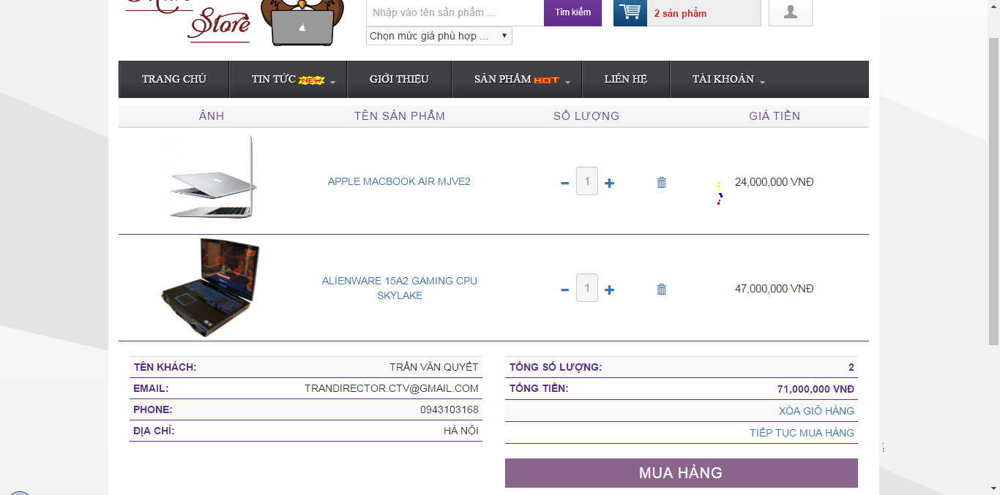 Store
Nhập vào tên sản phẩm ...
Tìm kiếm
2 sản phẩm
Chọn mức giá phù hợp ...
TRANG CHỦ
TIN TỨC NEW
GIỚI THIỆU
SẢN PHẨM HOT
LIÊN HỆ
TÀI KHOẢN
ẢNH
TÊN SẢN PHẨM
SỐ LƯỢNG
GIÁ TIỀN
APPLE MACBOOK AIR MJVE2
1
24,000,000 VNĐ
ALIENWARE 15A2 GAMING CPU
SKYLAKE
1
47,000,000 VNĐ
TÊN KHÁCH: TRẦN VĂN QUYẾT
EMAIL: TRANDIRECTOR.CTV@GMAIL.COM
PHONE: 0943103168
ĐỊA CHỈ: HÀ NỘI
TỔNG SỐ LƯỢNG: 2
TỔNG TIỀN: 71,000,000 VNĐ
XÓA GIỎ HÀNG
TIẾP TỤC MUA HÀNG
MUA HÀNG